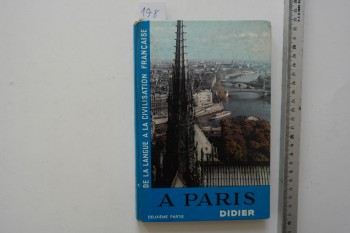 198
DE LA LANGUE A LA CIVILISATION FRANÇAISE
A PARIS
DIDIER
DEUXIÈME PARTIE